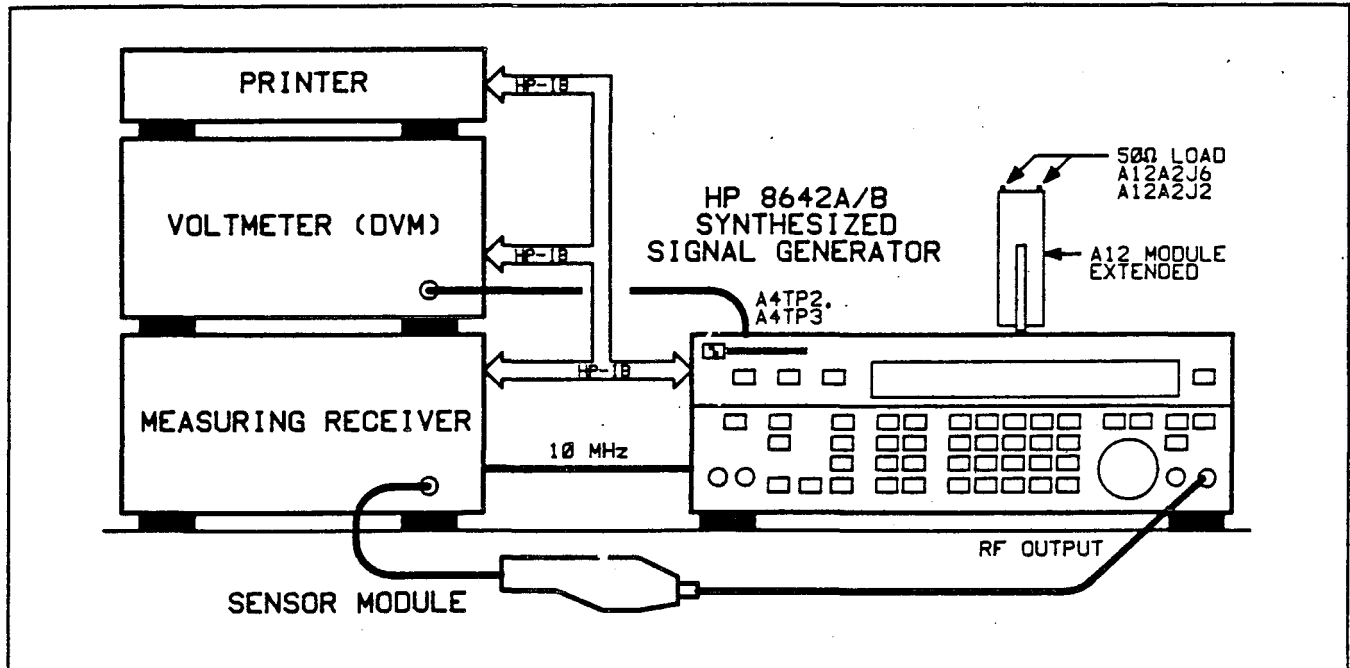 PRINTER
HP-IB
50Ω LOAD
A12A2J6
A12A2J2
HP 8642A/B
SYNTHESIZED
SIGNAL GENERATOR
VOLTMETER (DVM)
HP-IB
A12 MODULE
EXTENDED
A4TP2,
A4TP3
HP-IB
MEASURING RECEIVER
10 MHz
RF OUTPUT
SENSOR MODULE